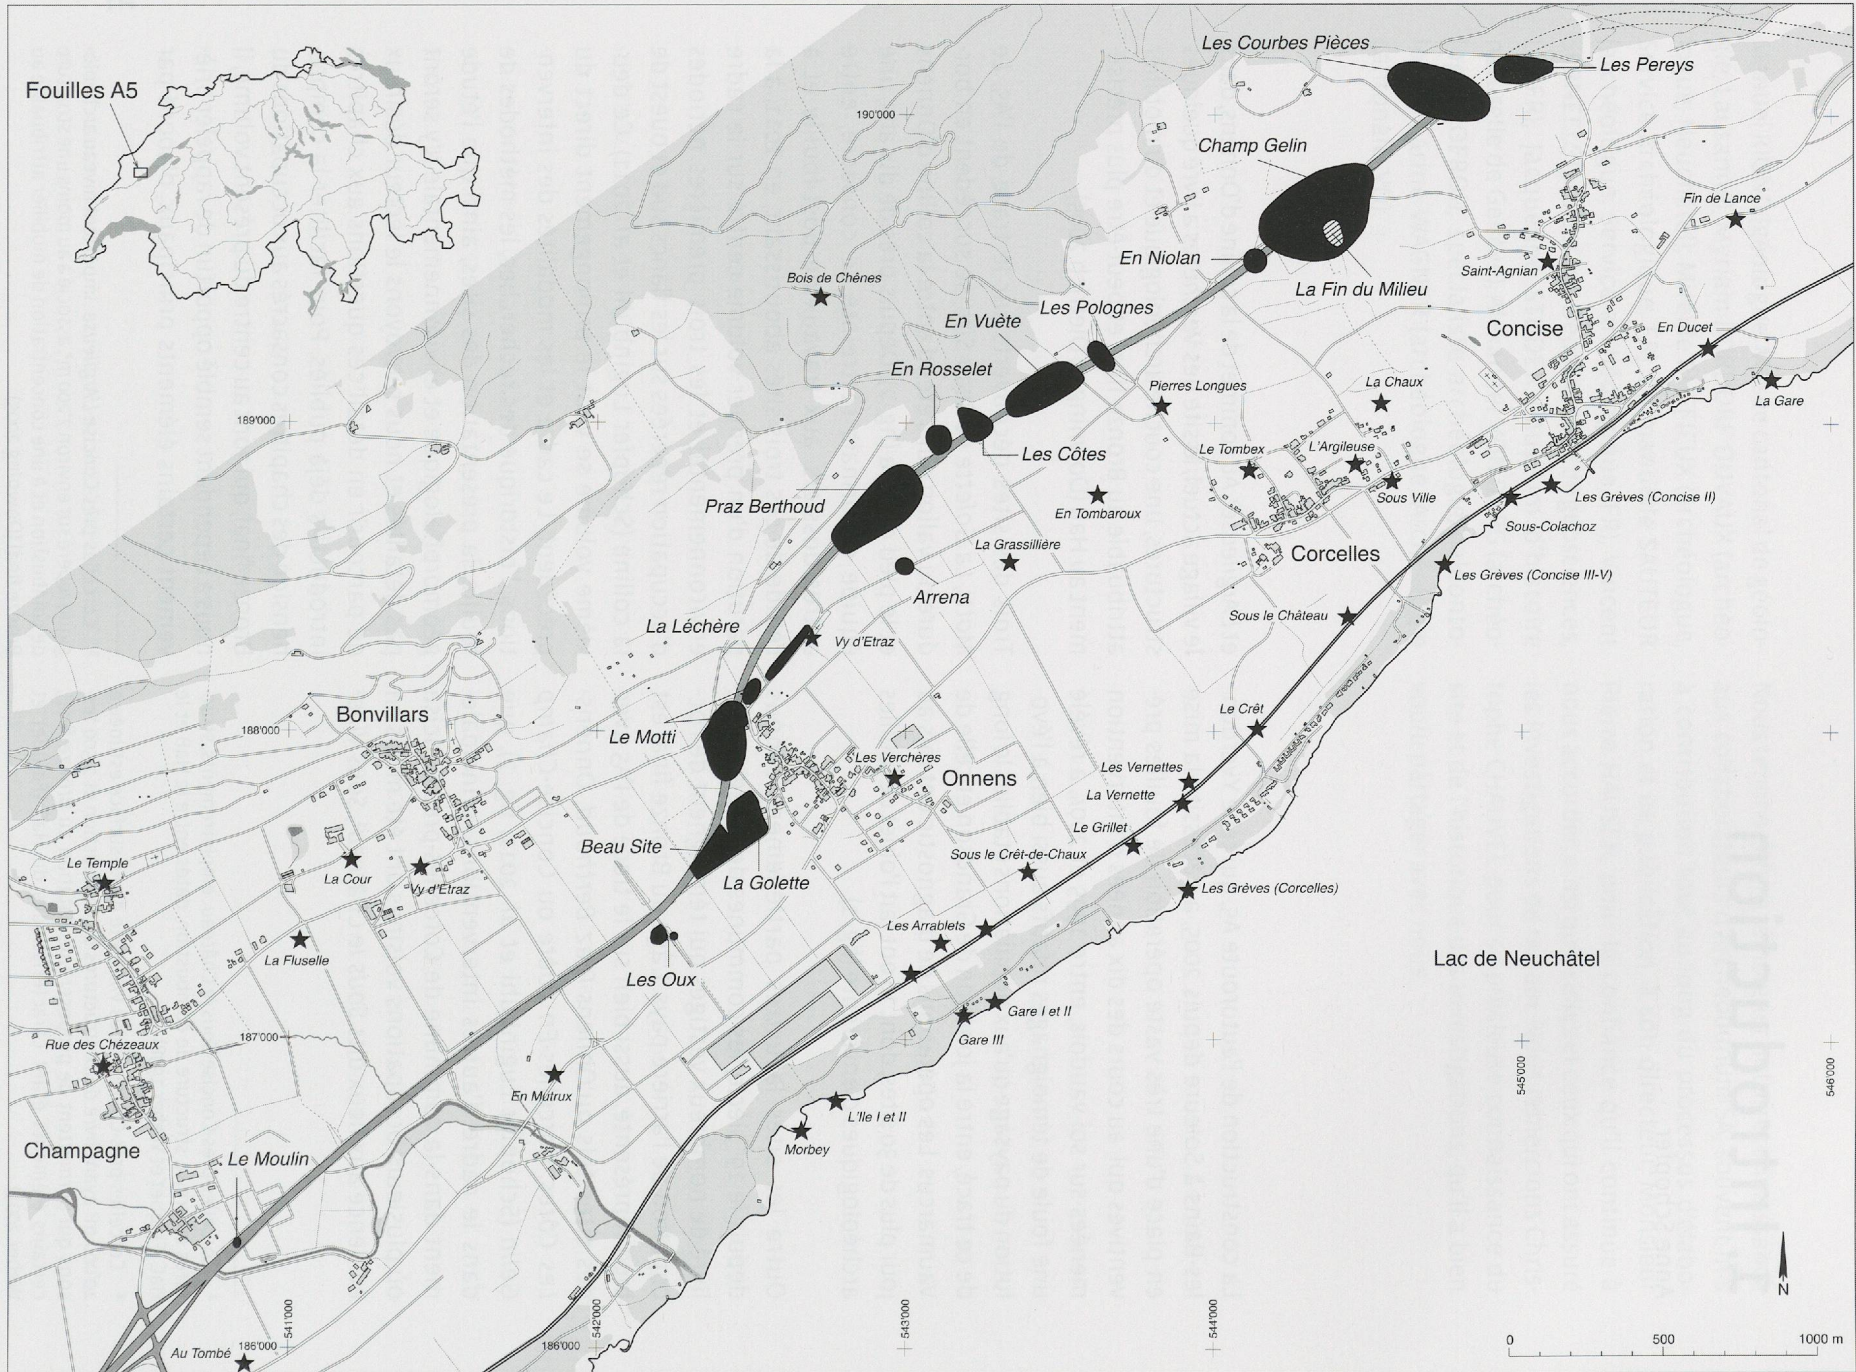 Les Courbes Pièces
Les Pereys
Fouilles A5
190'000
Champ Gelin
Fin de Lance
En Niolan
Saint-Agnian
Bois de Chênes
La Fin du Milieu
Les Polognes
En Vuète
Concise
En Ducet
En Rosselet
Pierres Longues
La Chaux
La Gare
189'000
Les Côtes
Le Tombex
L'Argileuse
Praz Berthoud
Sous Ville
Les Grèves (Concise II)
En Tombaroux
Sous-Colachoz
La Grassillière
Corcelles
Les Grèves (Concise III-V)
Arrena
Sous le Château
La Léchère
Vy d'Etraz
Bonvillars
Le Crêt
188'000
Le Motti
Les Verchères
Onnens
Les Vernettes
La Vernette
Le Grillet
Beau Site
Sous le Crêt-de-Chaux
Le Temple
La Cour
Vy d'Etraz
La Golette
Les Grèves (Corcelles)
Les Arrablets
La Fluselle
Lac de Neuchâtel
Les Oux
Gare I et II
187'000
Rue des Chézeaux
Gare III
545'000
546'000
En Mutrux
L'Ile I et II
Champagne
Morbey
Le Moulin
N
541'000
542'000
543'000
544'000
186'000
186'000
Au Tombé
0
500
1000 m